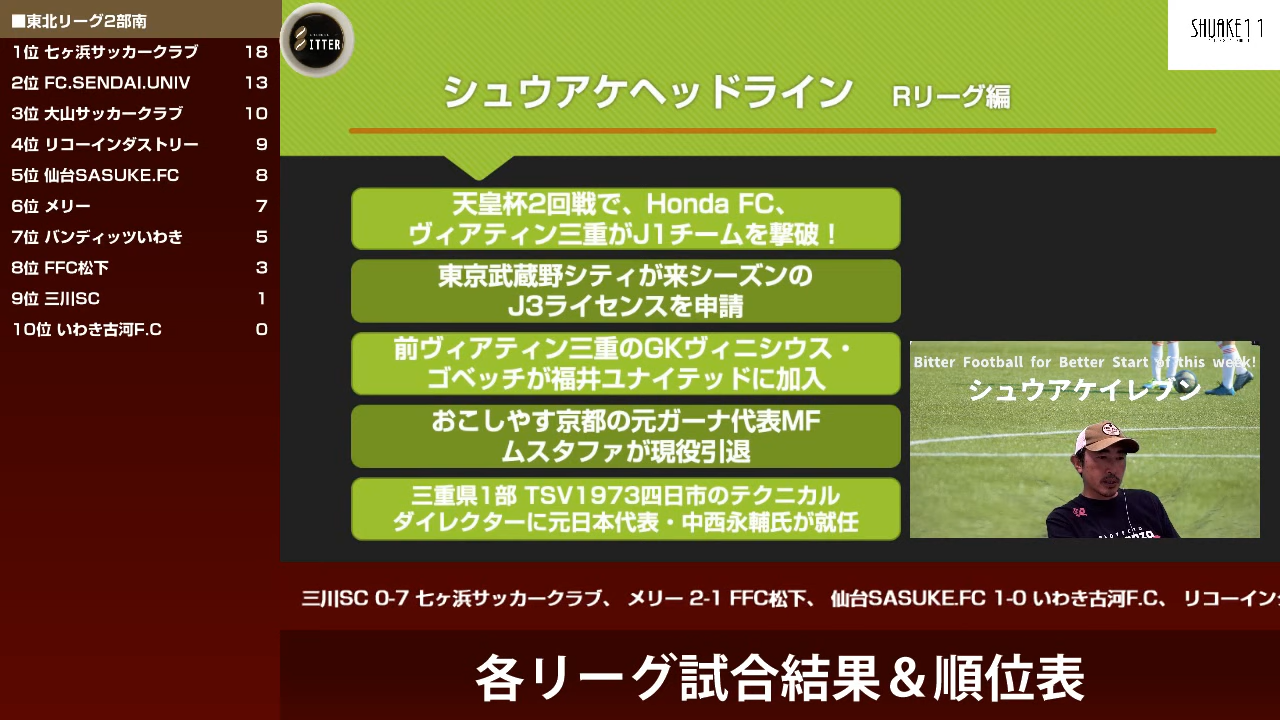 ■東北リーグ2部南
1位 七ヶ浜サッカークラブ 18
2位 FC.SENDAI.UNIV 13
3位 大山サッカークラブ 10
4位 リコーインダストリー 9
5位 仙台SASUKE.FC 8
6位 メリー 7
7位 バンディッツいわき 5
8位 FFC松下 3
9位 三川SC 1
10位 いわき古河F.C 0
ITTER
SHUAKE11
シュウアケヘッドライン Rリーグ編
天皇杯2回戦で、Honda FC、
ヴィアティン三重がJ1チームを撃破！
東京武蔵野シティが来シーズンの
J3ライセンスを申請
前ヴィアティン三重のGKヴィニシウス・
ゴベッチが福井ユナイテッドに加入
おこしやす京都の元ガーナ代表MF
ムスタファが現役引退
三重県1部 TSV1973四日市のテクニカル
ダイレクターに元日本代表・中西永輔氏が就任
Bitter Football for Better Start of this week!
シュウアケイレブン
三川SC 0-7 七ヶ浜サッカークラブ、 メリー 2-1 FFC松下、 仙台SASUKE.FC 1-0 いわき古河F.C、 リコーイン
各リーグ試合結果＆順位表